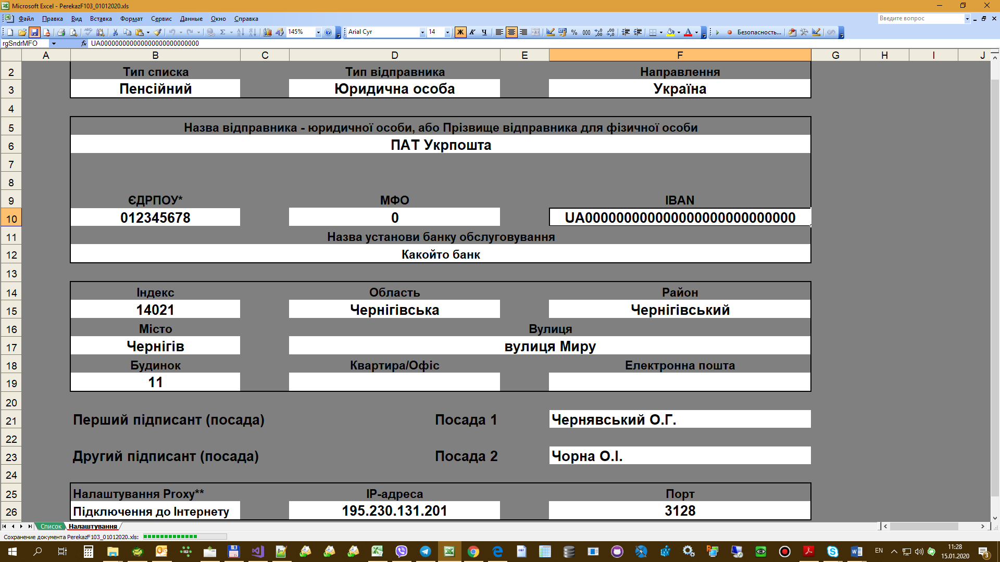 Microsoft Excel - PerekazF103_01012020.xls
Файл Правка Вид Вставка Формат Сервис Данные Окно Справка Введите вопрос
145% Arial Cyr 14 Ж К Ч % 000 Безопасность...
rgSndrMFO fx UA000000000000000000000000000
A B C D E F G H I J
2 Тип списка Тип відправника Направлення
3 Пенсійний Юридична особа Україна
4
5 Назва відправника - юридичної особи, або Прізвище відправника для фізичної особи
6 ПАТ Укрпошта
7
8
9 ЄДРПОУ* МФО IBAN
10 012345678 0 UA000000000000000000000000000
11 Назва установи банку обслуговування
12 Какойто банк
13
14 Індекс Область Район
15 14021 Чернігівська Чернігівський
16 Місто Вулиця
17 Чернігів вулиця Миру
18 Будинок Квартира/Офіс Електронна пошта
19 11
20
21 Перший підписант (посада) Посада 1 Чернявський О.Г.
22
23 Другий підписант (посада) Посада 2 Чорна О.І.
24
25 Налаштування Proxy** IP-адреса Порт
26 Підключення до Інтернету 195.230.131.201 3128
Список Налаштування
Сохранение документа PerekazF103_01012020.xls:
EN 11:28
15.01.2020 3